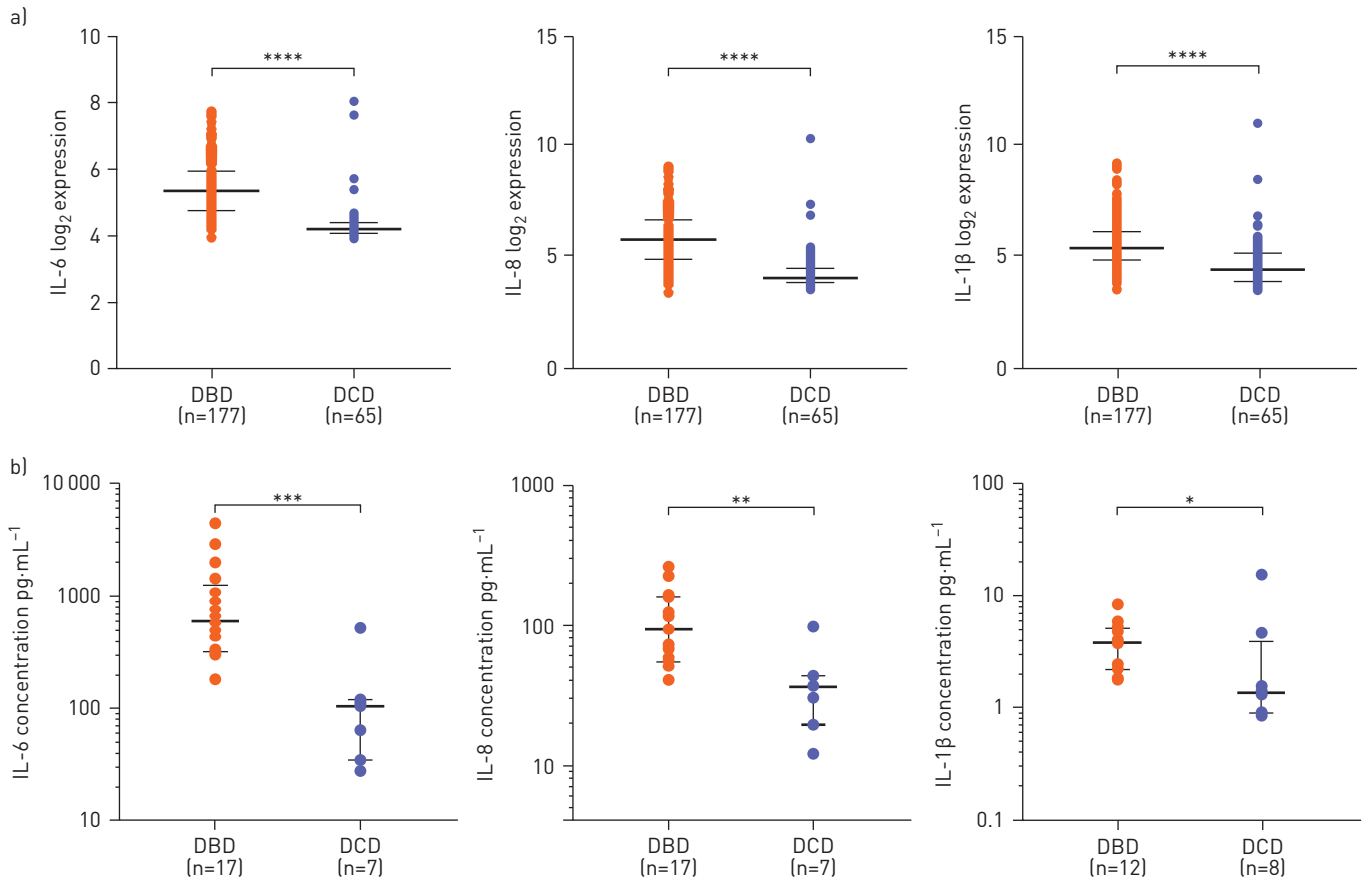 a)
10
8
6
4
2
0
IL-6 log₂ expression
****
DBD
(n=177)
DCD
(n=65)
15
10
5
0
IL-8 log₂ expression
****
DBD
(n=177)
DCD
(n=65)
15
10
5
0
IL-1β log₂ expression
****
DBD
(n=177)
DCD
(n=65)
b)
10 000
1000
100
10
IL-6 concentration pg·mL⁻¹
***
DBD
(n=17)
DCD
(n=7)
1000
100
10
IL-8 concentration pg·mL⁻¹
**
DBD
(n=17)
DCD
(n=7)
100
10
1
0.1
IL-1β concentration pg·mL⁻¹
*
DBD
(n=12)
DCD
(n=8)